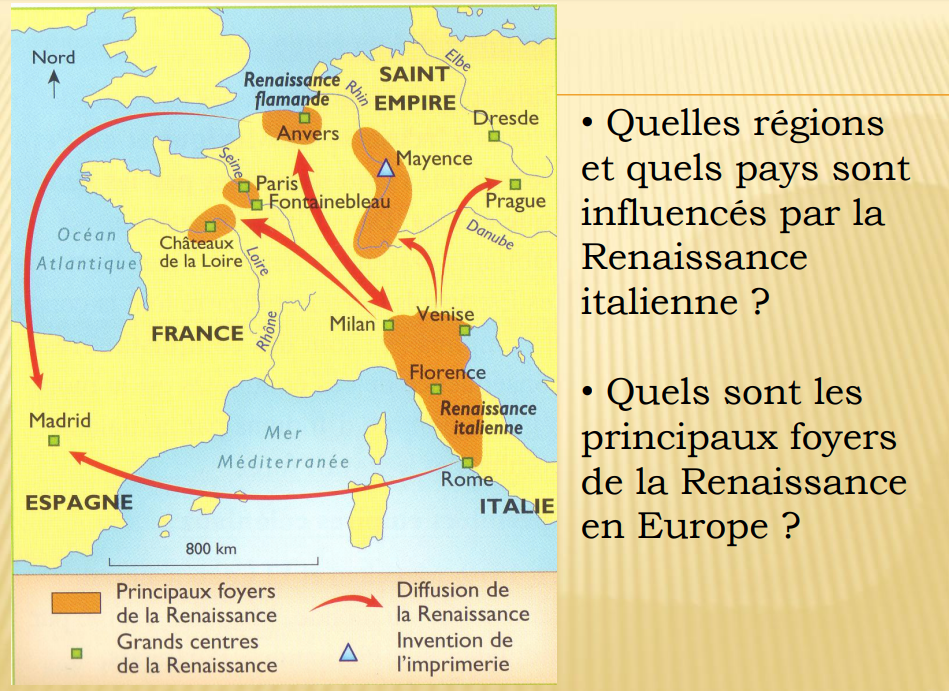 Nord
Renaissance
flamande
Anvers
Rhin
SAINT
EMPIRE
Elbe
Dresde
Mayence
Prague
Danube
Seine
Paris
Fontainebleau
Océan
Atlantique
Châteaux
de la Loire
Loire
Rhône
FRANCE
Milan
Venise
Florence
Renaissance
italienne
Madrid
Mer
Méditerranée
Rome
ESPAGNE
ITALIE
800 km
Principaux foyers
de la Renaissance
Diffusion de
la Renaissance
Grands centres
de la Renaissance
Invention de
l'imprimerie
• Quelles régions
et quels pays sont
influencés par la
Renaissance
italienne ?
• Quels sont les
principaux foyers
de la Renaissance
en Europe ?